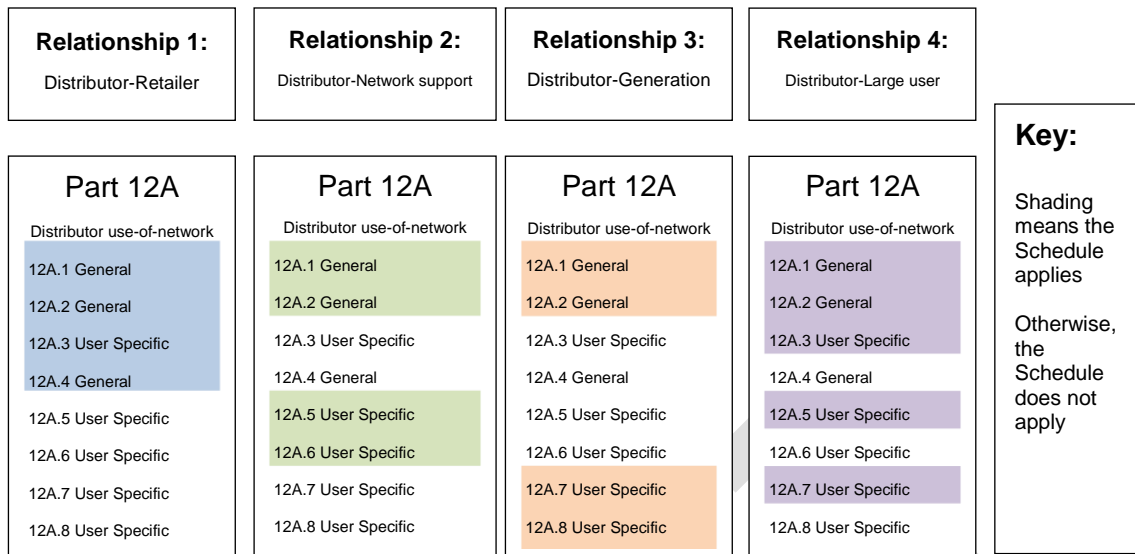 Relationship 1:
Distributor-Retailer
Relationship 2:
Distributor-Network support
Relationship 3:
Distributor-Generation
Relationship 4:
Distributor-Large user
Part 12A
Distributor use-of-network
12A.1 General
12A.2 General
12A.3 User Specific
12A.4 General
12A.5 User Specific
12A.6 User Specific
12A.7 User Specific
12A.8 User Specific
Part 12A
Distributor use-of-network
12A.1 General
12A.2 General
12A.3 User Specific
12A.4 General
12A.5 User Specific
12A.6 User Specific
12A.7 User Specific
12A.8 User Specific
Part 12A
Distributor use-of-network
12A.1 General
12A.2 General
12A.3 User Specific
12A.4 General
12A.5 User Specific
12A.6 User Specific
12A.7 User Specific
12A.8 User Specific
Part 12A
Distributor use-of-network
12A.1 General
12A.2 General
12A.3 User Specific
12A.4 General
12A.5 User Specific
12A.6 User Specific
12A.7 User Specific
12A.8 User Specific
Key:
Shading
means the
Schedule
applies
Otherwise,
the
Schedule
does not
apply